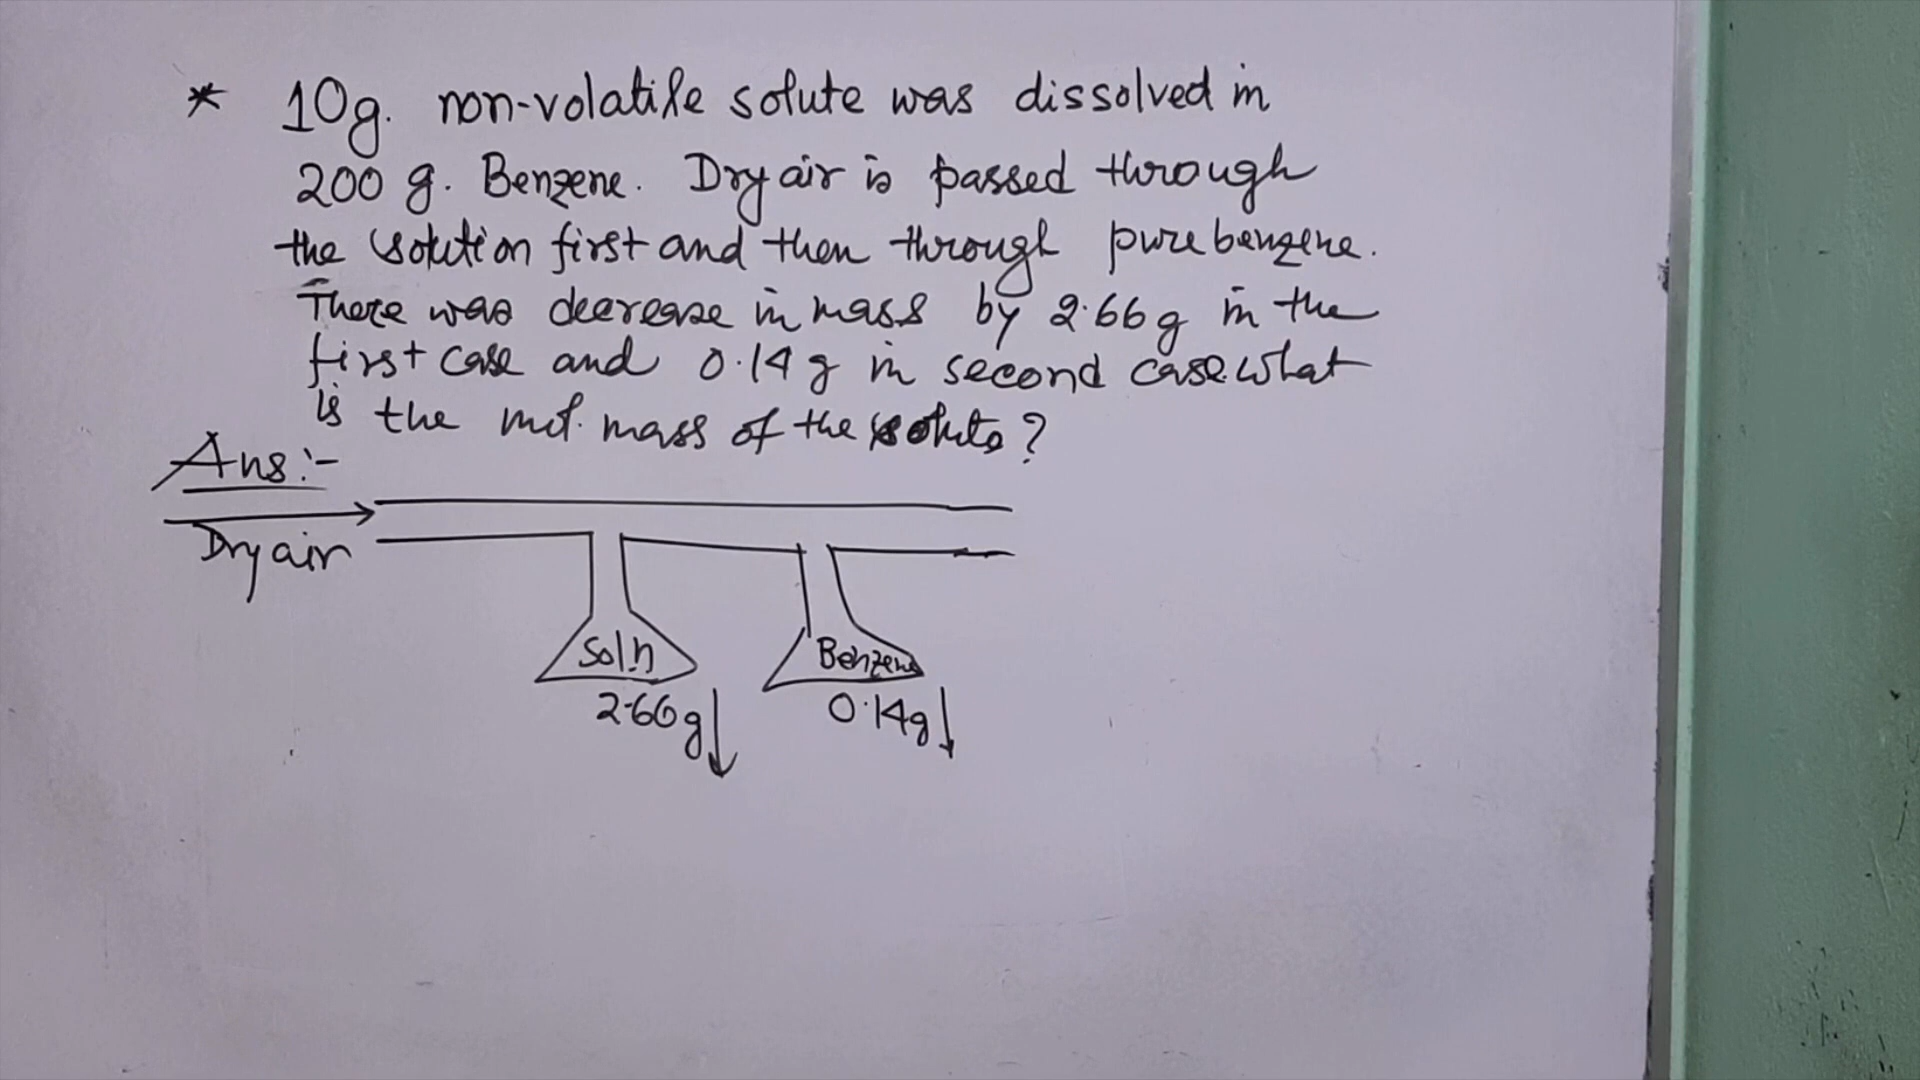 * 10g. non-volatile solute was dissolved in
200 g. Benzene. Dry air is passed through
the solution first and then through pure benzene.
There was decrease in mass by 2.66g in the
first case and 0.14g in second case. what
is the mol. mass of the solute?
Ans:-
Dry air
Soln Benzene
2.66g↓ 0.14g↓